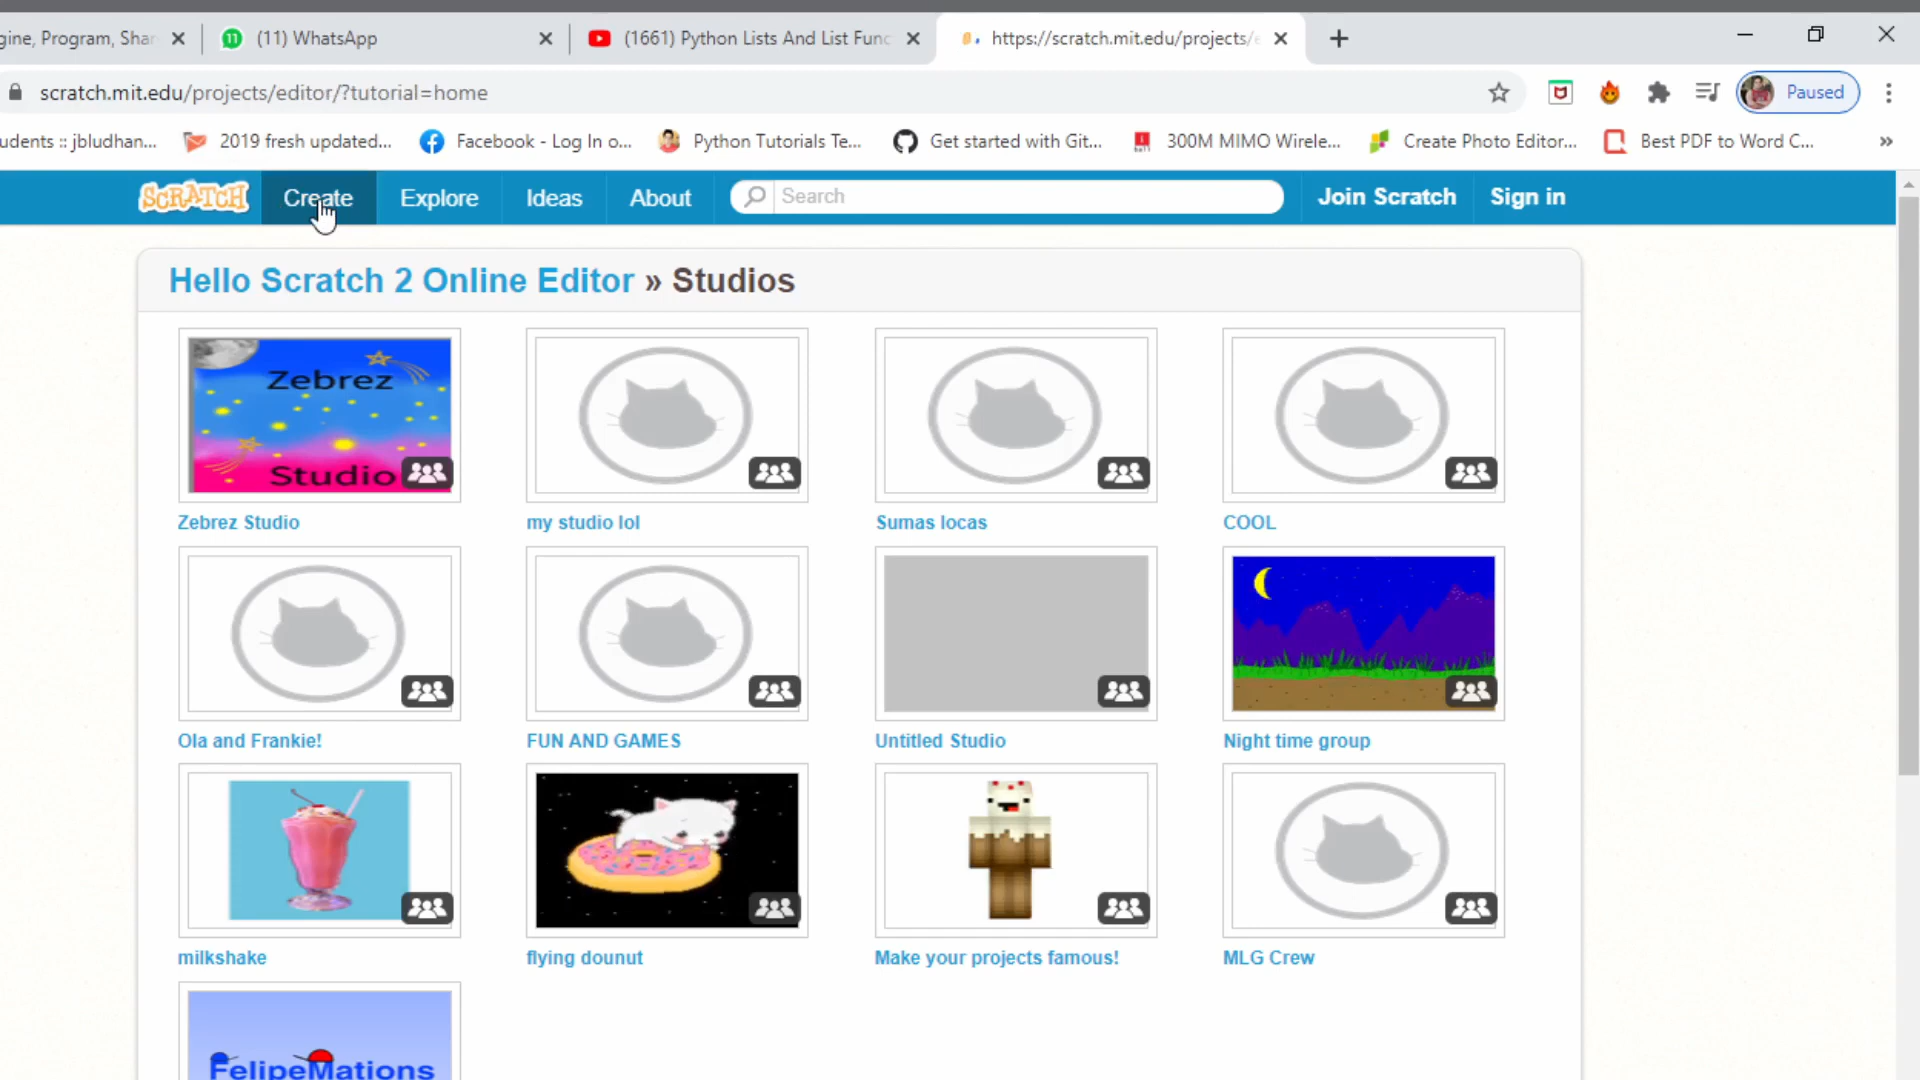 gine, Program, Shar
11
(11) WhatsApp
(1661) Python Lists And List Func
https://scratch.mit.edu/projects/e
scratch.mit.edu/projects/editor/?tutorial=home
Paused
udents :: jbludhan...
2019 fresh updated...
Facebook - Log In o...
Python Tutorials Te...
Get started with Git...
300M MIMO Wirele...
Create Photo Editor...
Best PDF to Word C...
»
SCRATCH
Create
Explore
Ideas
About
Search
Join Scratch
Sign in
Hello Scratch 2 Online Editor » Studios
Zebrez
Studio
Zebrez Studio
my studio lol
Sumas locas
COOL
Ola and Frankie!
FUN AND GAMES
Untitled Studio
Night time group
milkshake
flying dounut
Make your projects famous!
MLG Crew
FelipeMations